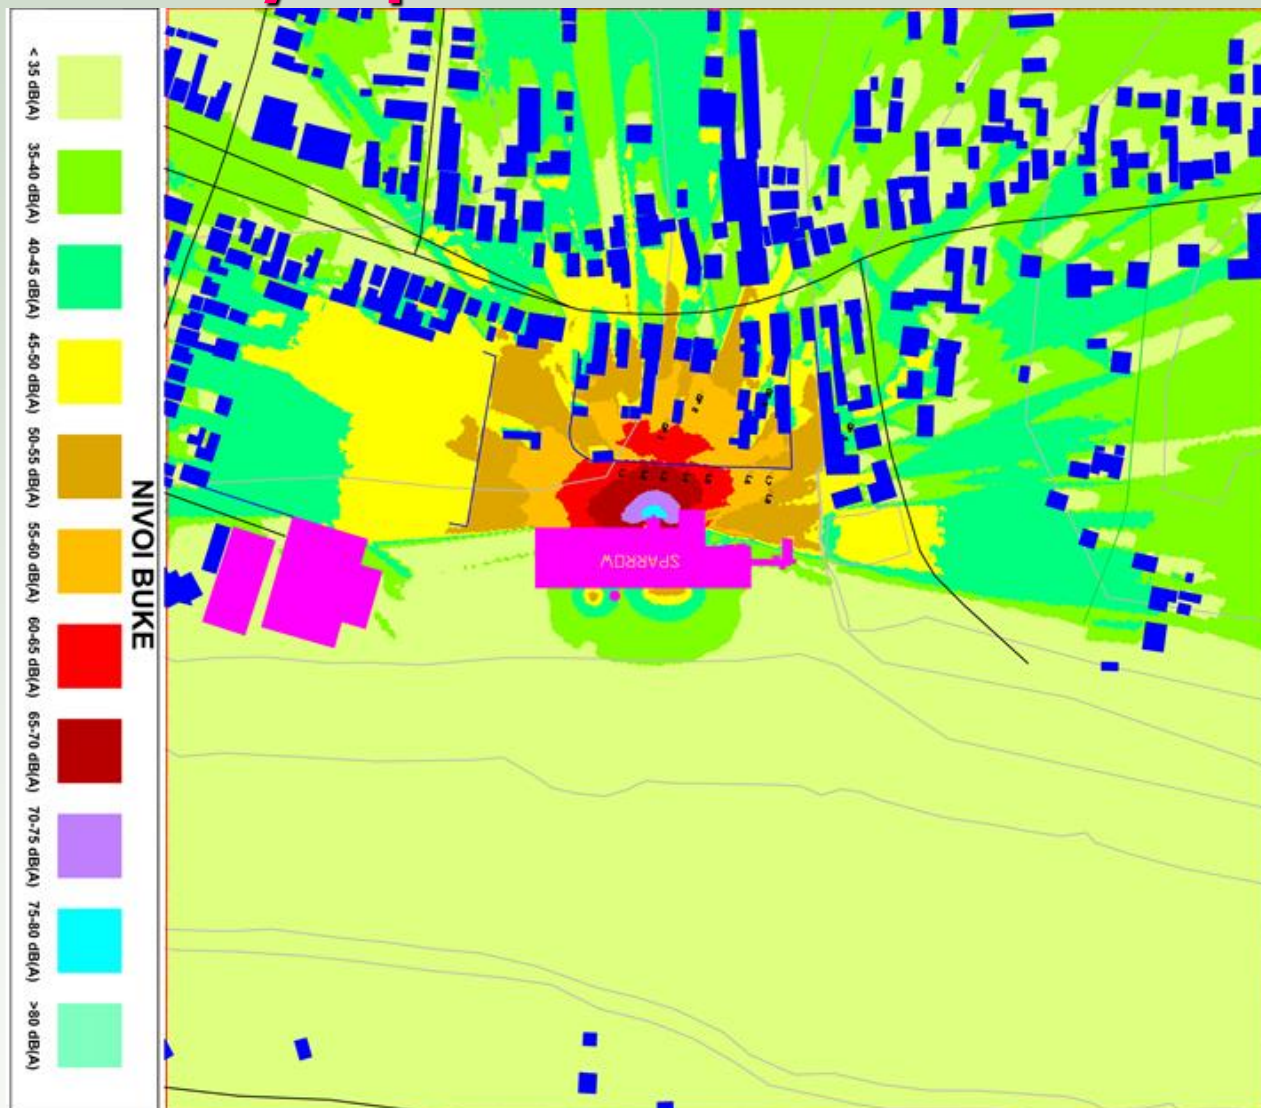 NIVOI BUKE
< 35 dB(A)
35-40 dB(A)
40-45 dB(A)
45-50 dB(A)
50-55 dB(A)
55-60 dB(A)
60-65 dB(A)
65-70 dB(A)
70-75 dB(A)
75-80 dB(A)
>80 dB(A)
SPARROW